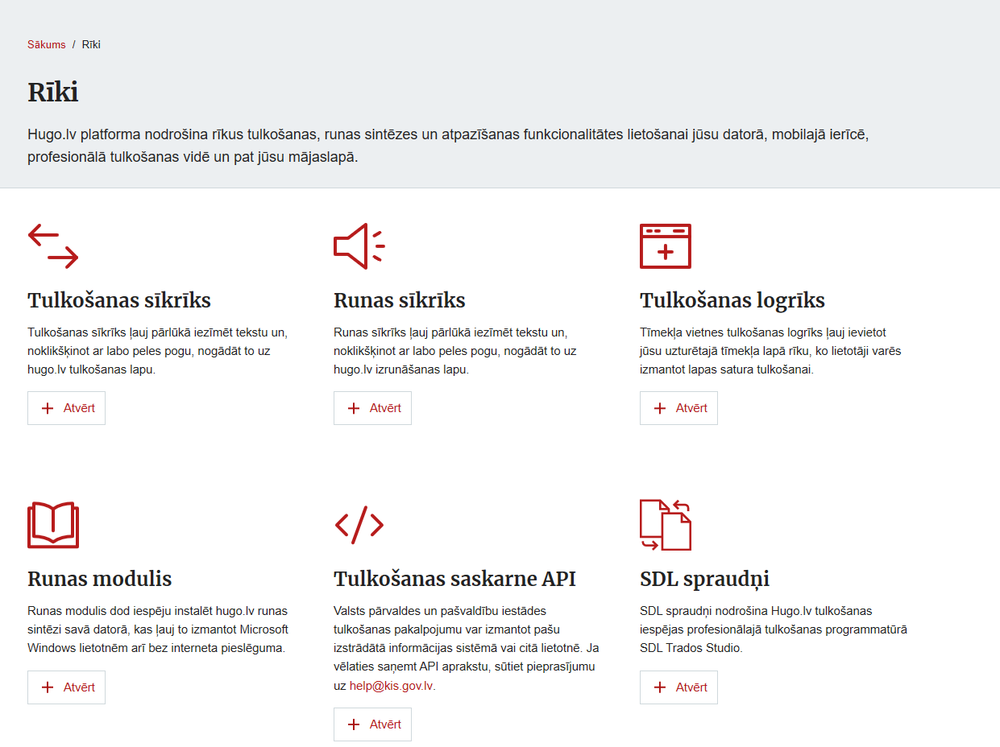 Sākums / Rīki
Rīki
Hugo.lv platforma nodrošina rīkus tulkošanas, runas sintēzes un atpazīšanas funkcionalitātes lietošanai jūsu datorā, mobilajā ierīcē,
profesionālā tulkošanas vidē un pat jūsu mājaslapā.
Tulkošanas sīkrīks
Tulkošanas sīkrīks ļauj pārlūkā iezīmēt tekstu un,
noklikšķinot ar labo peles pogu, nogādāt to uz
hugo.lv tulkošanas lapu.
Atvērt
Runas sīkrīks
Runas sīkrīks ļauj pārlūkā iezīmēt tekstu un,
noklikšķinot ar labo peles pogu, nogādāt to uz
hugo.lv izrunāšanas lapu.
Atvērt
Tulkošanas logrīks
Tīmekļa vietnes tulkošanas logrīks ļauj ievietot
jūsu uzturētajā tīmekļa lapā rīku, ko lietotāji varēs
izmantot lapas satura tulkošanai.
Atvērt
Runas modulis
Runas modulis dod iespēju instalēt hugo.lv runas
sintēzi savā datorā, kas ļauj to izmantot Microsoft
Windows lietotnēm arī bez interneta pieslēguma.
Atvērt
Tulkošanas saskarne API
Valsts pārvaldes un pašvaldību iestādes
tulkošanas pakalpojumu var izmantot pašu
izstrādātā informācijas sistēmā vai citā lietotnē. Ja
vēlaties saņemt API aprakstu, sūtiet pieprasījumu
uz help@kis.gov.lv.
Atvērt
SDL spraudņi
SDL spraudņi nodrošina Hugo.lv tulkošanas
iespējas profesionālajā tulkošanas programmatūrā
SDL Trados Studio.
Atvērt